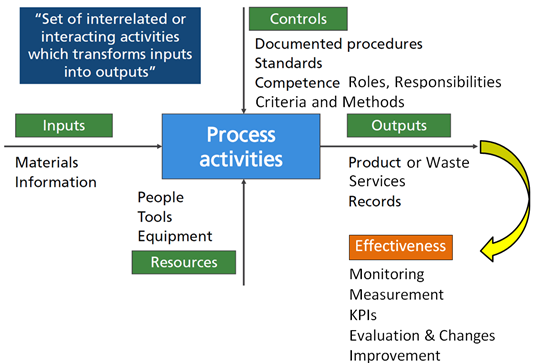 “Set of interrelated or
interacting activities
which transforms inputs
into outputs”
Controls
Documented procedures
Standards
Competence Roles, Responsibilities
Criteria and Methods
Inputs
Materials
Information
Process
activities
Outputs
Product or Waste
Services
Records
People
Tools
Equipment
Resources
Effectiveness
Monitoring
Measurement
KPIs
Evaluation & Changes
Improvement